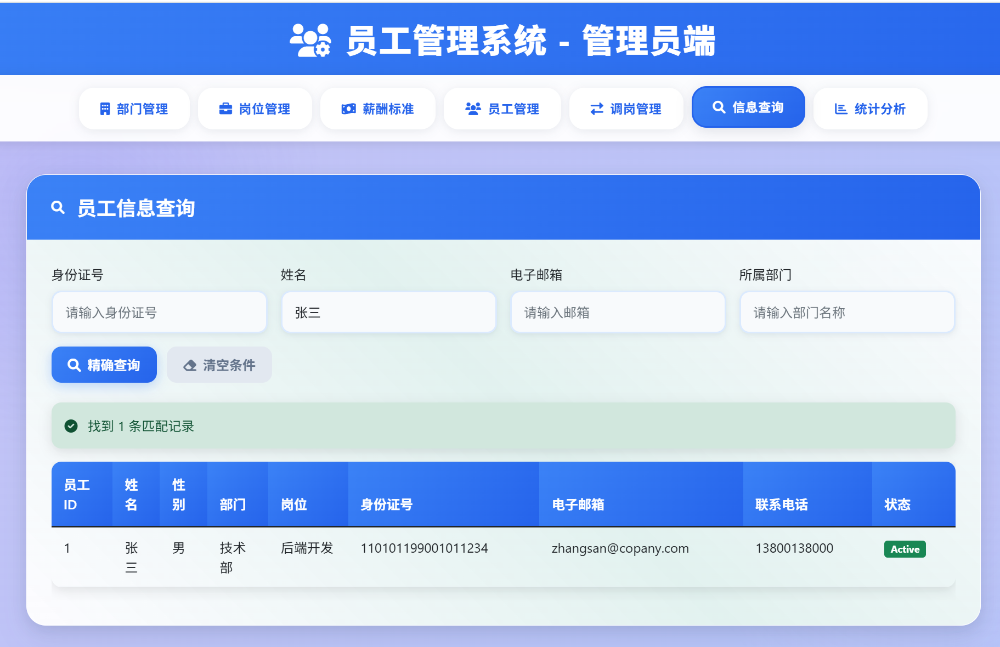 员工管理系统 - 管理员端
部门管理
岗位管理
薪酬标准
员工管理
调岗管理
信息查询
统计分析
员工信息查询
身份证号
姓名
电子邮箱
所属部门
请输入身份证号
张三
请输入邮箱
请输入部门名称
精确查询
清空条件
找到 1 条匹配记录
员工
ID
姓
名
性
别
部门
岗位
身份证号
电子邮箱
联系电话
状态
1
张
三
男
技术
部
后端开发
110101199001011234
zhangsan@copany.com
13800138000
Active